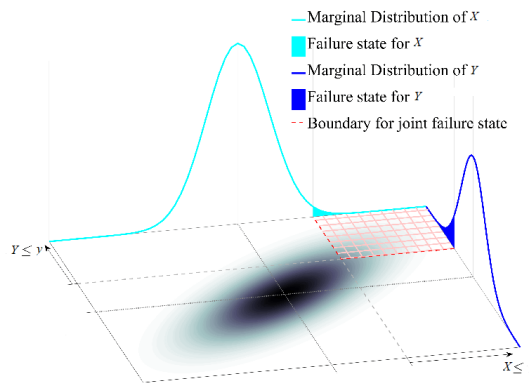 Marginal Distribution of X
Failure state for X
Marginal Distribution of Y
Failure state for Y
Boundary for joint failure state
Y ≤ y
X ≤